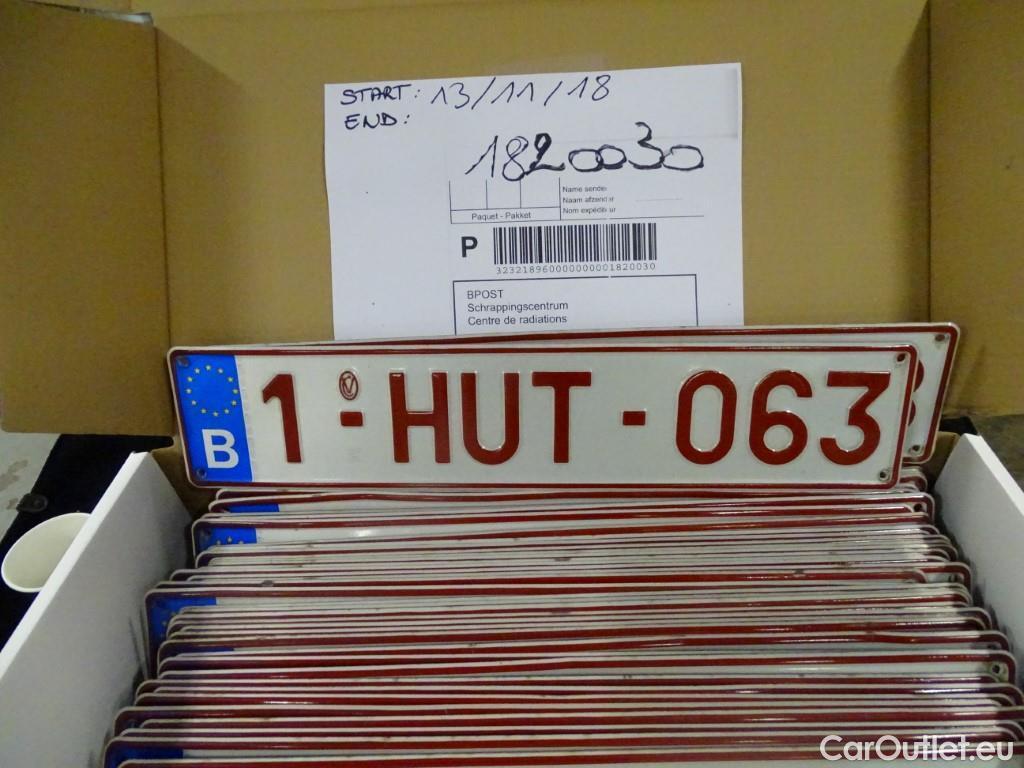 START: 13/11/18
END:
1820030
Name sender
Naam afzender
Nom expéditeur
Paquet - Pakket
P
3232189600000000001820030
BPOST
Schrappingscentrum
Centre de radiations
B 1-HUT-063
CarOutlet.eu